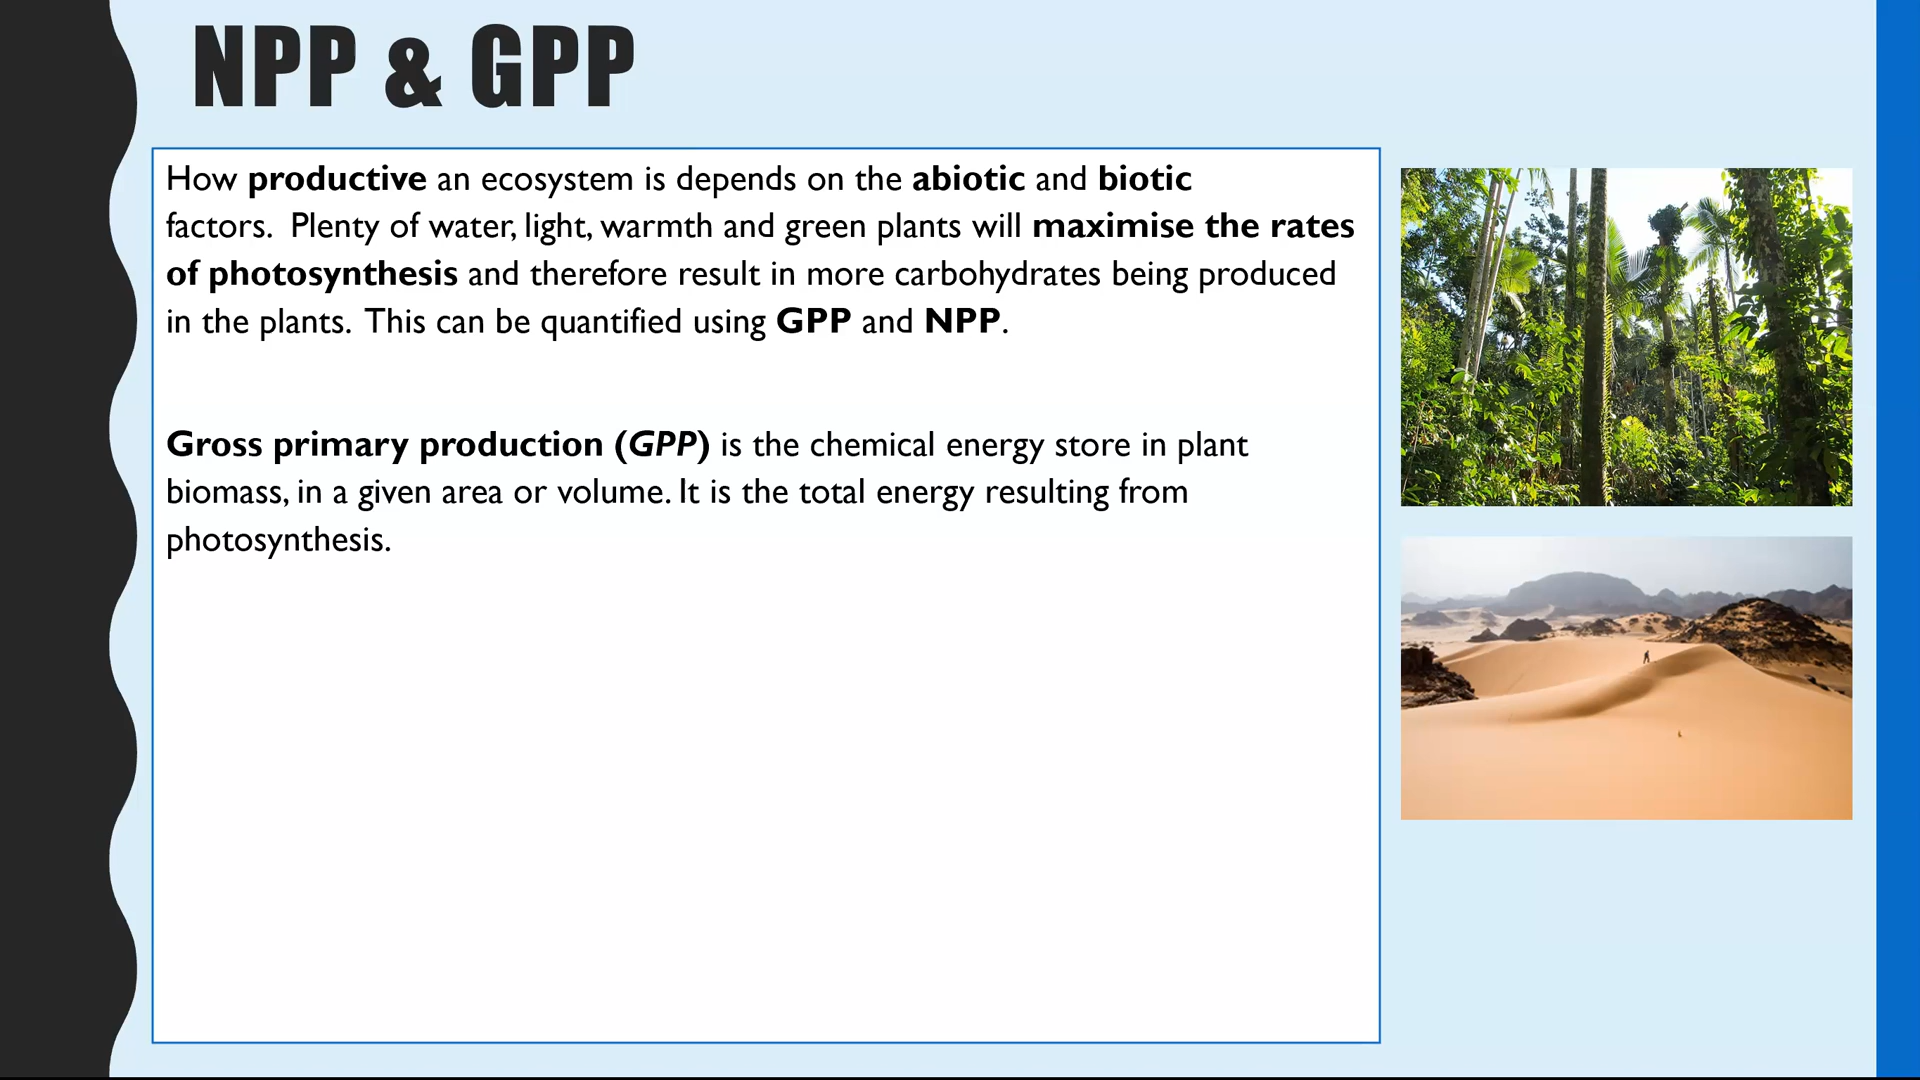 NPP & GPP
How productive an ecosystem is depends on the abiotic and biotic
factors.  Plenty of water, light, warmth and green plants will maximise the rates
of photosynthesis and therefore result in more carbohydrates being produced
in the plants.  This can be quantified using GPP and NPP.
Gross primary production (GPP) is the chemical energy store in plant
biomass, in a given area or volume. It is the total energy resulting from
photosynthesis.